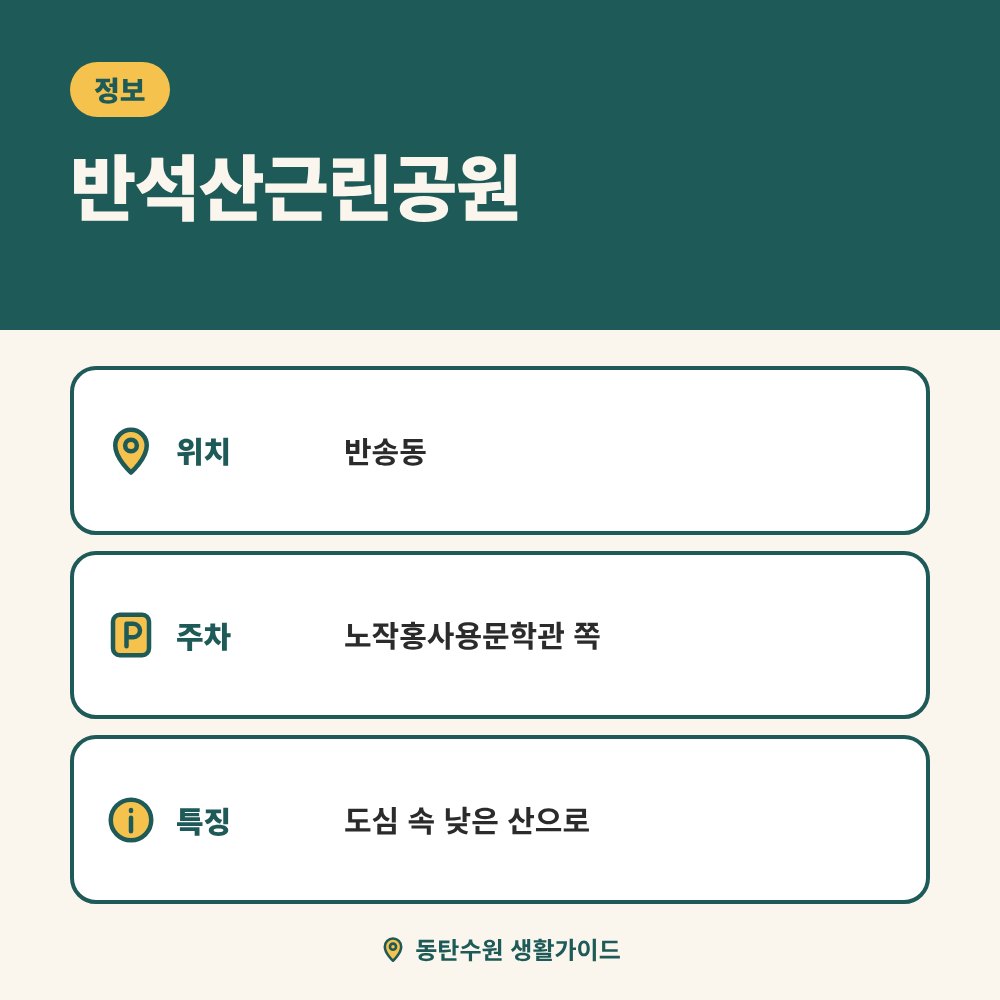 정보
반석산근린공원
위치 반송동
P 주차 노작홍사용문학관 쪽
i 특징 도심 속 낮은 산으로
동탄수원 생활가이드